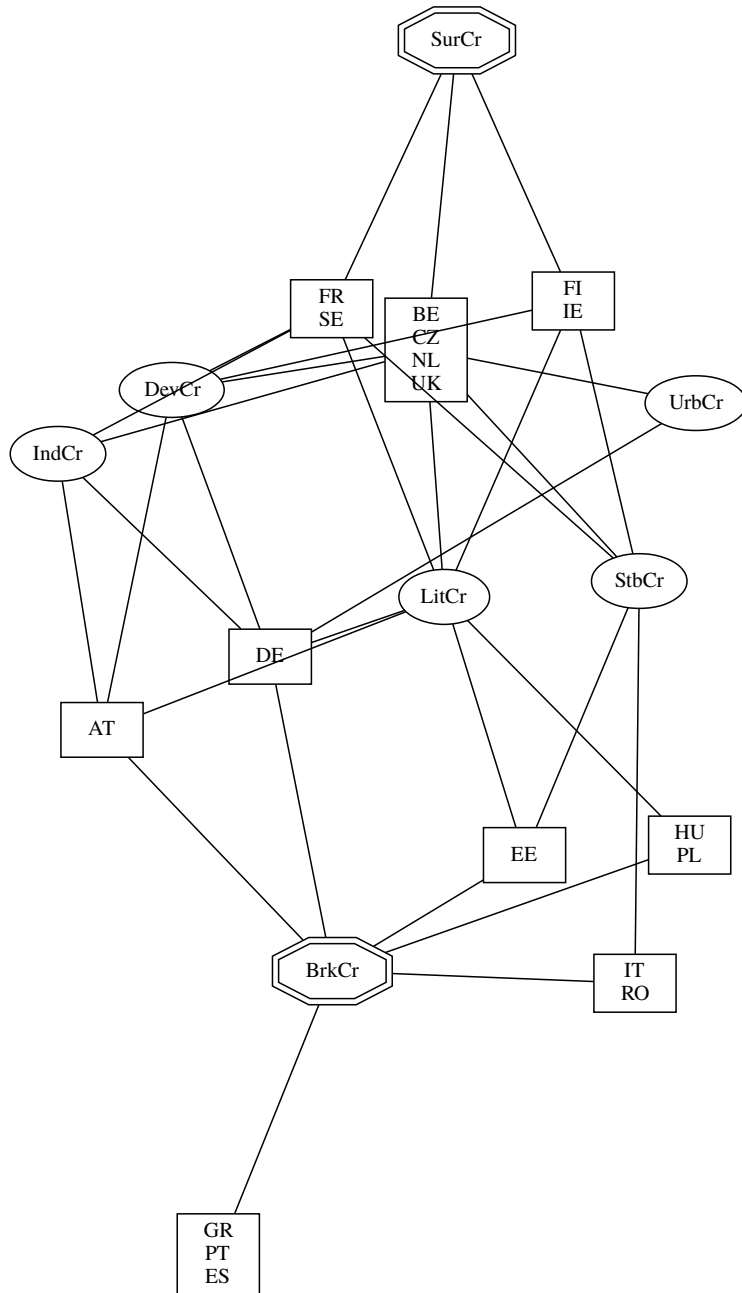 SurCr
FR
SE
BE
CZ
NL
UK
FI
IE
DevCr
UrbCr
IndCr
LitCr
StbCr
DE
AT
EE
HU
PL
BrkCr
IT
RO
GR
PT
ES